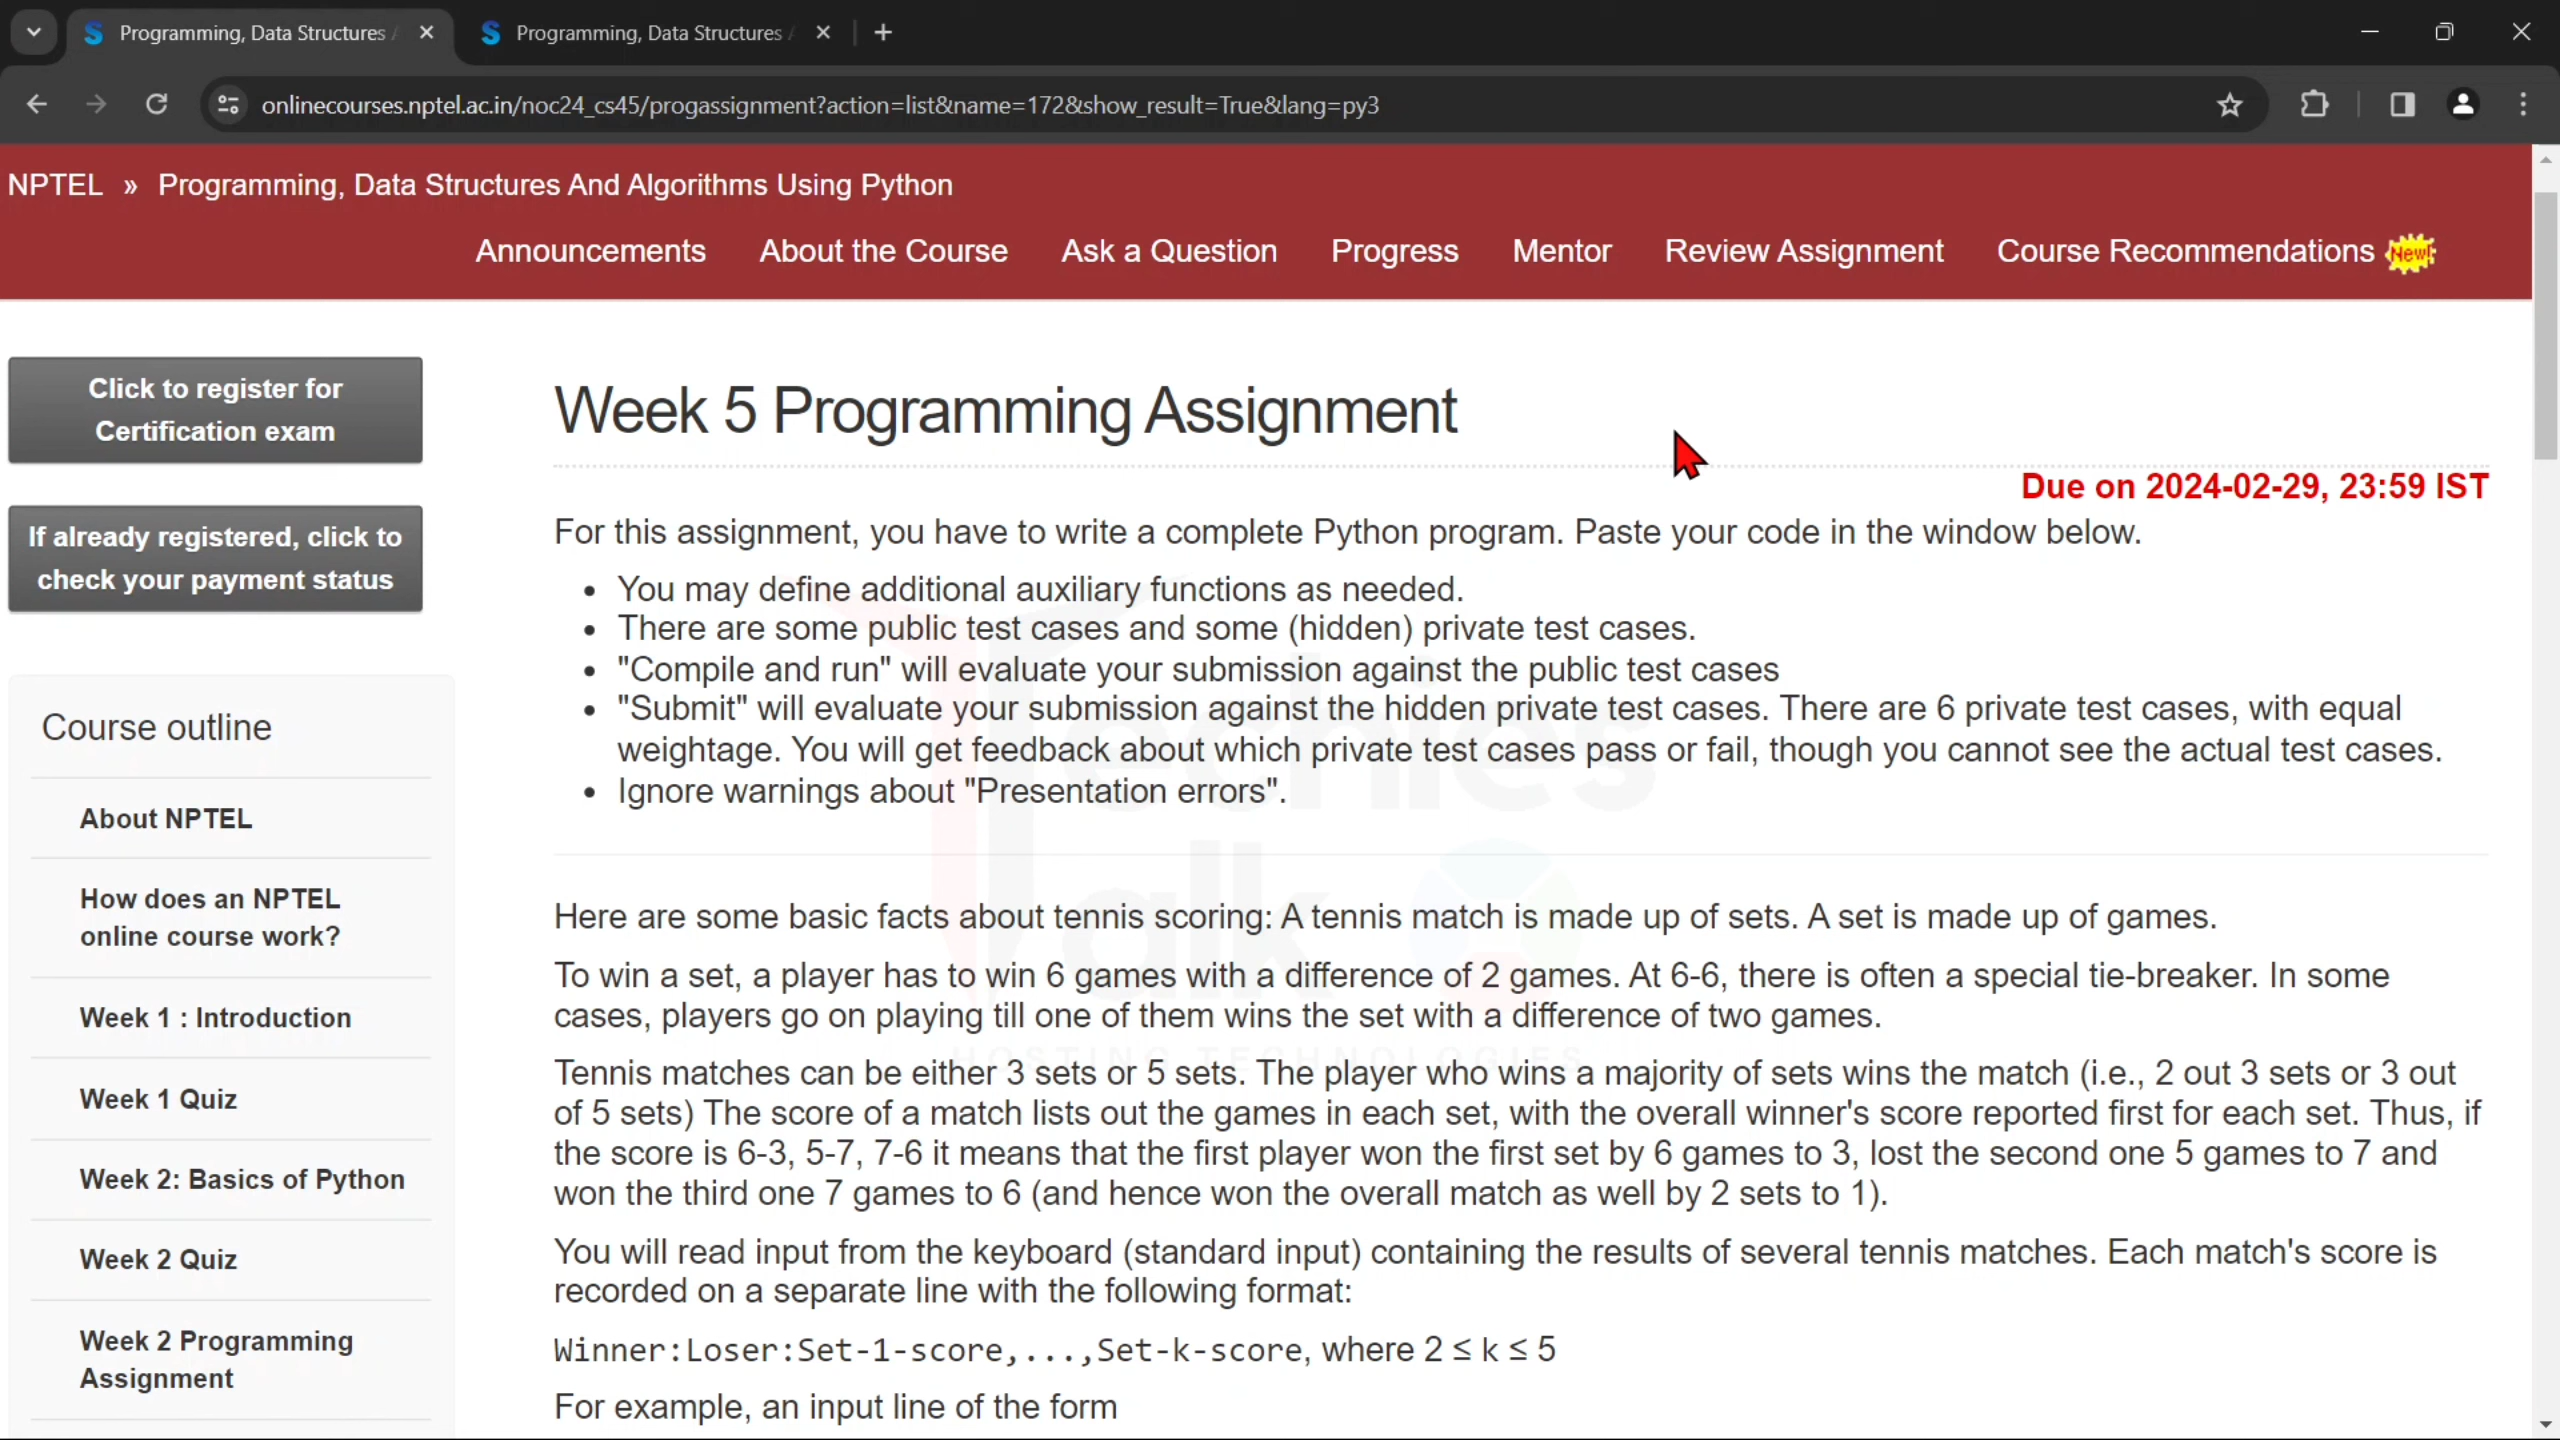 Programming, Data Structures A
Programming, Data Structures A
onlinecourses.nptel.ac.in/noc24_cs45/progassignment?action=list&name=172&show_result=True&lang=py3
NPTEL » Programming, Data Structures And Algorithms Using Python
Announcements About the Course Ask a Question Progress Mentor Review Assignment Course Recommendations New!
Click to register for
Certification exam
If already registered, click to
check your payment status
Course outline
About NPTEL
How does an NPTEL
online course work?
Week 1 : Introduction
Week 1 Quiz
Week 2: Basics of Python
Week 2 Quiz
Week 2 Programming
Assignment
Week 5 Programming Assignment
Due on 2024-02-29, 23:59 IST
For this assignment, you have to write a complete Python program. Paste your code in the window below.
• You may define additional auxiliary functions as needed.
• There are some public test cases and some (hidden) private test cases.
• "Compile and run" will evaluate your submission against the public test cases
• "Submit" will evaluate your submission against the hidden private test cases. There are 6 private test cases, with equal
weightage. You will get feedback about which private test cases pass or fail, though you cannot see the actual test cases.
• Ignore warnings about "Presentation errors".
Here are some basic facts about tennis scoring: A tennis match is made up of sets. A set is made up of games.
To win a set, a player has to win 6 games with a difference of 2 games. At 6-6, there is often a special tie-breaker. In some
cases, players go on playing till one of them wins the set with a difference of two games.
Tennis matches can be either 3 sets or 5 sets. The player who wins a majority of sets wins the match (i.e., 2 out 3 sets or 3 out
of 5 sets) The score of a match lists out the games in each set, with the overall winner's score reported first for each set. Thus, if
the score is 6-3, 5-7, 7-6 it means that the first player won the first set by 6 games to 3, lost the second one 5 games to 7 and
won the third one 7 games to 6 (and hence won the overall match as well by 2 sets to 1).
You will read input from the keyboard (standard input) containing the results of several tennis matches. Each match's score is
recorded on a separate line with the following format:
Winner:Loser:Set-1-score,...,Set-k-score, where 2 ≤ k ≤ 5
For example, an input line of the form
Techies
Talk
HOSTING TECHNOLOGIES